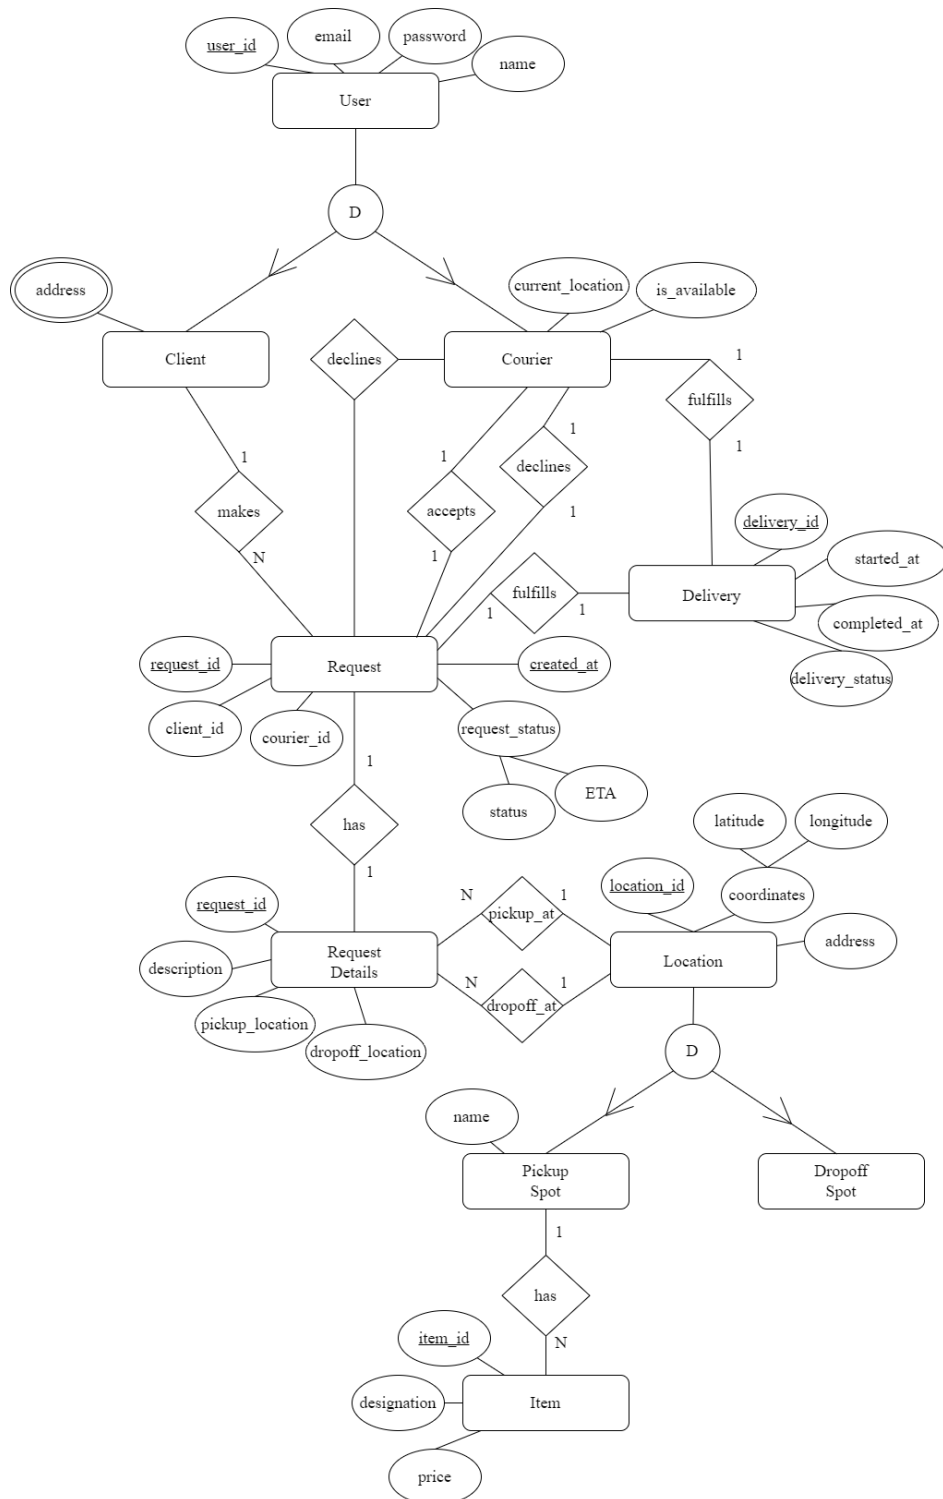 user_id
email
password
name
User
D
address
current_location
is_available
Client
declines
Courier
1
fulfills
1
1
1
1
declines
makes
accepts
1
N
1
delivery_id
started_at
fulfills
1
1
Delivery
completed_at
delivery_status
request_id
Request
created_at
client_id
courier_id
request_status
status
ETA
1
has
1
latitude
longitude
location_id
coordinates
request_id
N
1
pickup_at
address
description
Request
Details
Location
N
1
dropoff_at
pickup_location
dropoff_location
D
name
Pickup
Spot
Dropoff
Spot
1
has
N
item_id
designation
Item
price